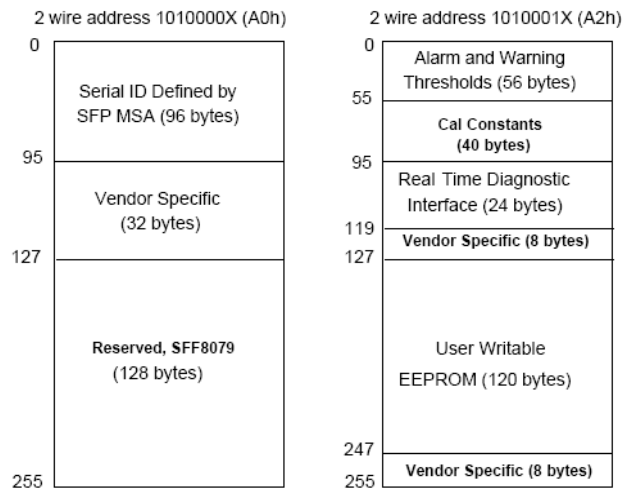 2 wire address 1010000X (A0h)
0
Serial ID Defined by
SFP MSA (96 bytes)
95
Vendor Specific
(32 bytes)
127
Reserved, SFF8079
(128 bytes)
255
2 wire address 1010001X (A2h)
0
Alarm and Warning
Thresholds (56 bytes)
55
Cal Constants
(40 bytes)
95
Real Time Diagnostic
Interface (24 bytes)
119
Vendor Specific (8 bytes)
127
User Writable
EEPROM (120 bytes)
247
Vendor Specific (8 bytes)
255